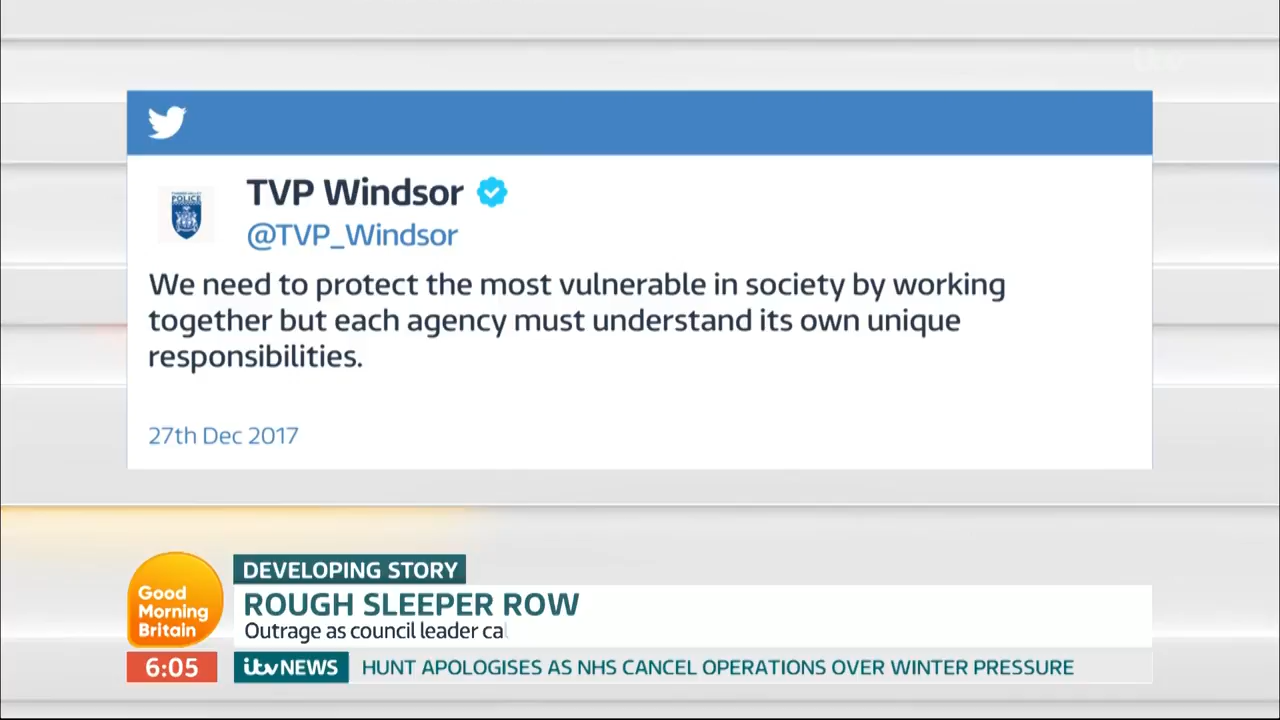 itv
TVP Windsor
@TVP_Windsor
We need to protect the most vulnerable in society by working
together but each agency must understand its own unique
responsibilities.
27th Dec 2017
DEVELOPING STORY
Good
Morning
Britain
ROUGH SLEEPER ROW
Outrage as council leader ca
6:05
itv NEWS
HUNT APOLOGISES AS NHS CANCEL OPERATIONS OVER WINTER PRESSURE